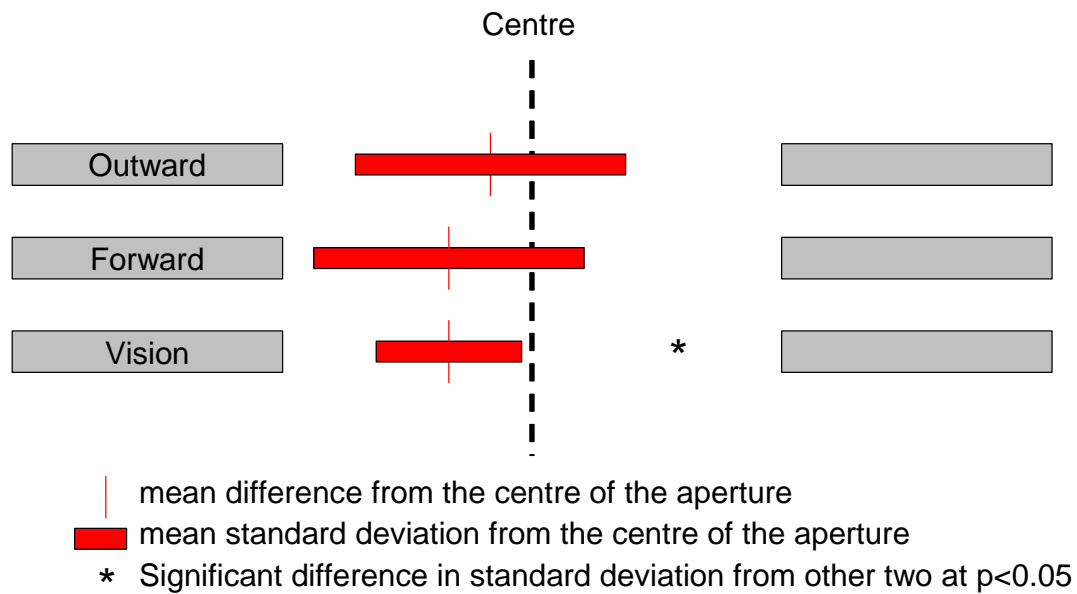 Centre
Outward
Forward
Vision
*
mean difference from the centre of the aperture
mean standard deviation from the centre of the aperture
* Significant difference in standard deviation from other two at p<0.05